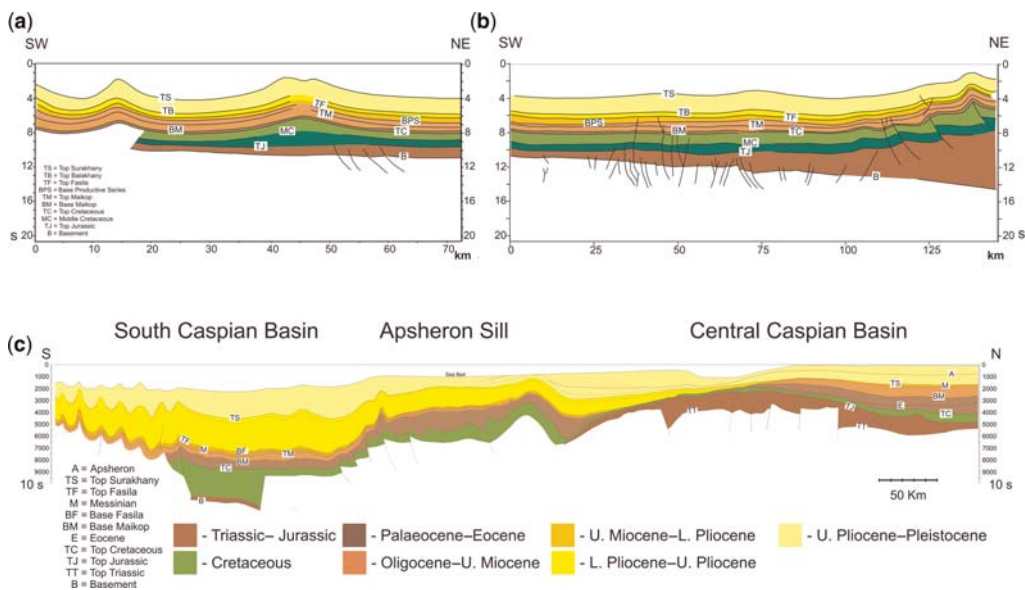 (a)
SW
NE
0
4
8
12
16
S 20
0
4
8
12
16
20
TS
TB
TF
TM
BPS
BM
MC
TC
TJ
B
TS = Top Surakhany
TB = Top Balakhany
TF = Top Fasila
BPS = Base Productive Series
TM = Top Maikop
BM = Base Maikop
TC = Top Cretaceous
MC = Middle Cretaceous
TJ = Top Jurassic
B = Basement
0 10 20 30 40 50 60 70
km
(b)
SW
NE
0
4
8
12
16
20
0
4
8
12
16
20 S
TS
TB
TF
BPS
BM
TM
TC
MC
TJ
B
0 25 50 75 100 125
km
South Caspian Basin Apsheron Sill Central Caspian Basin
(c)
S
N
0
1000
2000
3000
4000
5000
6000
7000
8000
9000
10 s
0
1000
2000
3000
4000
5000
6000
7000
8000
9000
10 s
Sea Bed
A
TS
M
BM
E
TC
TJ
TT
TT
TS
TF
M
BF
TM
BM
TC
B
50 Km
A = Apsheron
TS = Top Surakhany
TF = Top Fasila
M = Messinian
BF = Base Fasila
BM = Base Maikop
E = Eocene
TC = Top Cretaceous
TJ = Top Jurassic
TT = Top Triassic
B = Basement
- Triassic– Jurassic
- Palaeocene–Eocene
- U. Miocene–L. Pliocene
- U. Pliocene–Pleistocene
- Cretaceous
- Oligocene–U. Miocene
- L. Pliocene–U. Pliocene